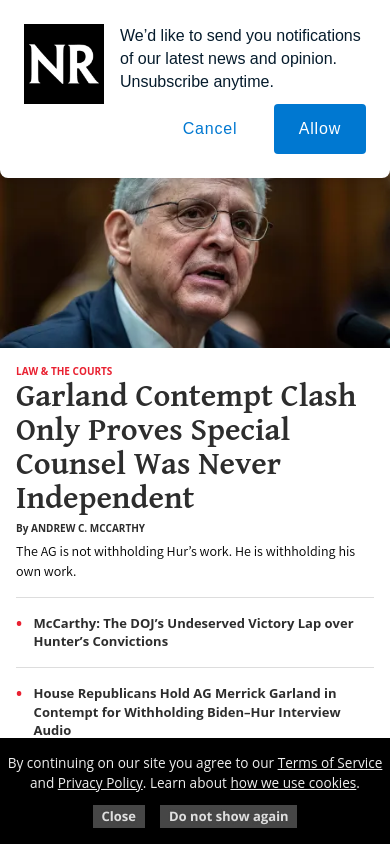 NR
We’d like to send you notifications
of our latest news and opinion.
Unsubscribe anytime.
Cancel
Allow
LAW & THE COURTS
Garland Contempt Clash
Only Proves Special
Counsel Was Never
Independent
By ANDREW C. MCCARTHY
The AG is not withholding Hur’s work. He is withholding his
own work.
McCarthy: The DOJ’s Undeserved Victory Lap over
Hunter’s Convictions
House Republicans Hold AG Merrick Garland in
Contempt for Withholding Biden–Hur Interview
Audio
By continuing on our site you agree to our Terms of Service
and Privacy Policy. Learn about how we use cookies.
Close
Do not show again